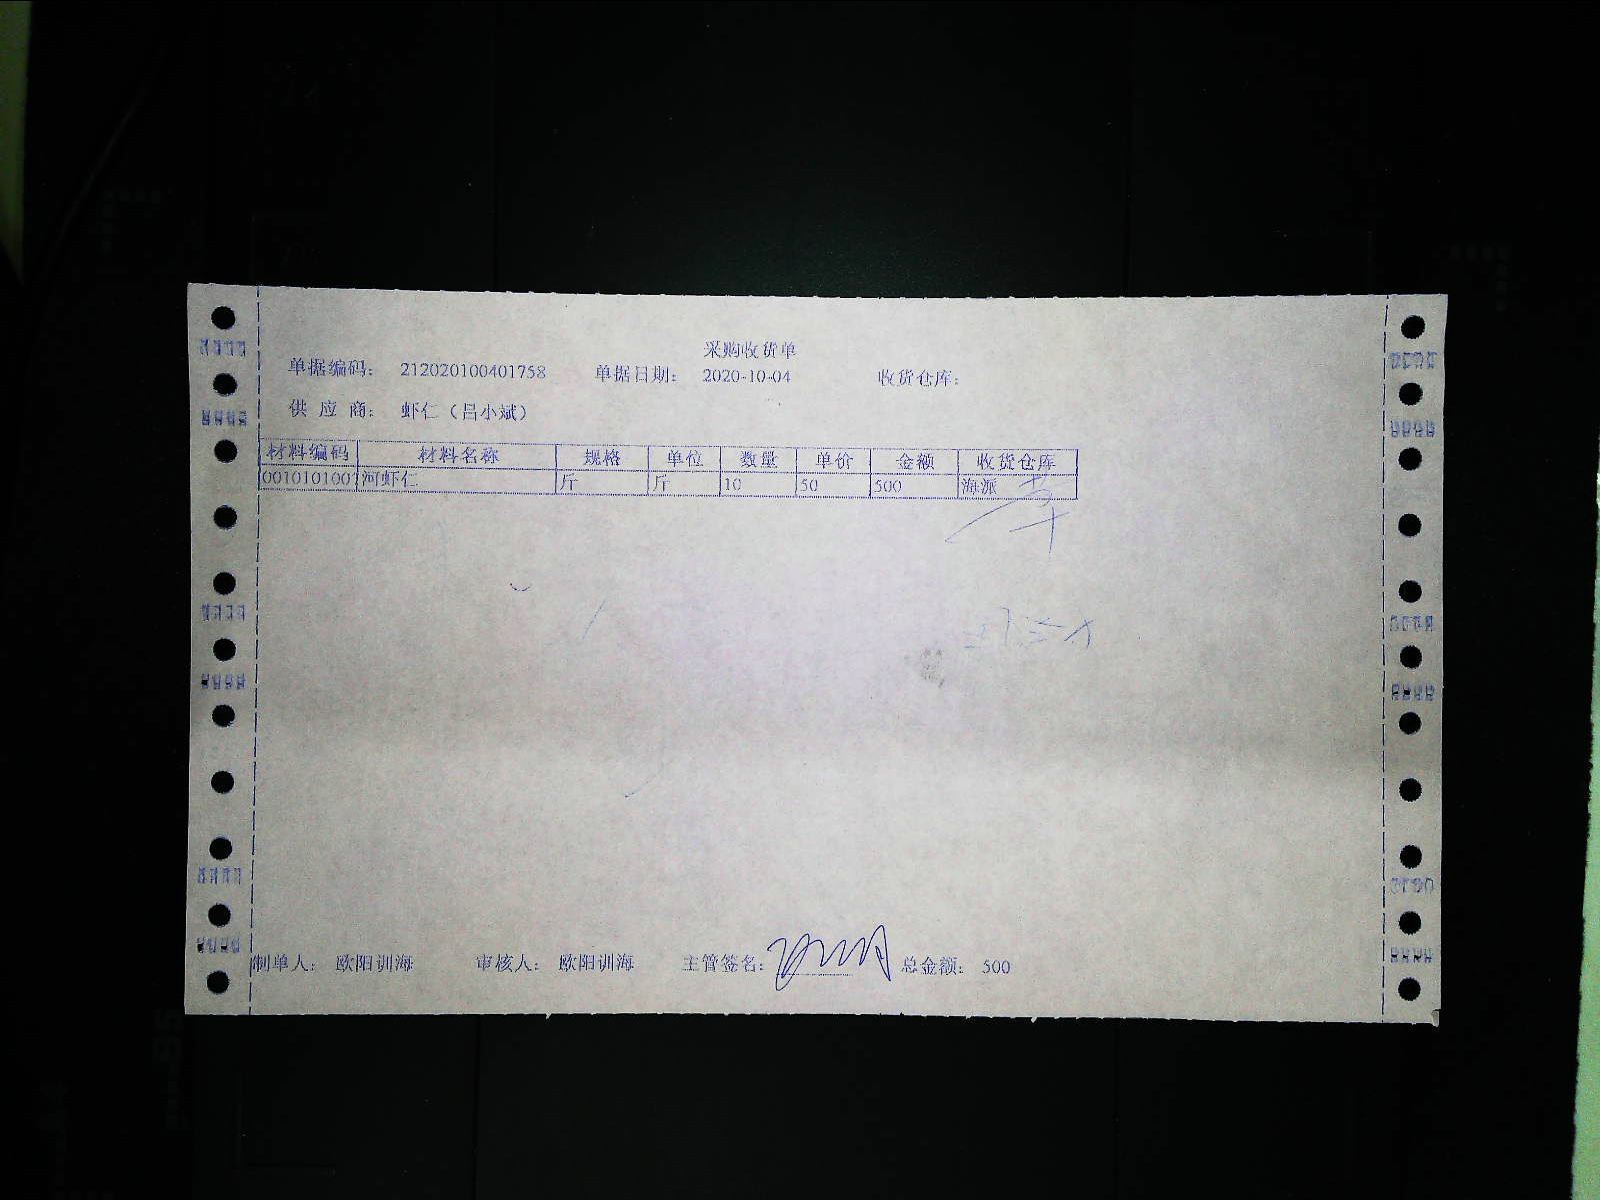 采购收货单
单据编码： 212020100401758 单据日期： 2020-10-04 收货仓库：
供 应 商： 虾仁（吕小斌）
材料编码 材料名称 规格 单位 数量 单价 金额 收货仓库
001010100 河虾仁 斤 斤 10 50 500 海派
制单人： 欧阳训海 审核人： 欧阳训海 主管签名： 总金额： 500